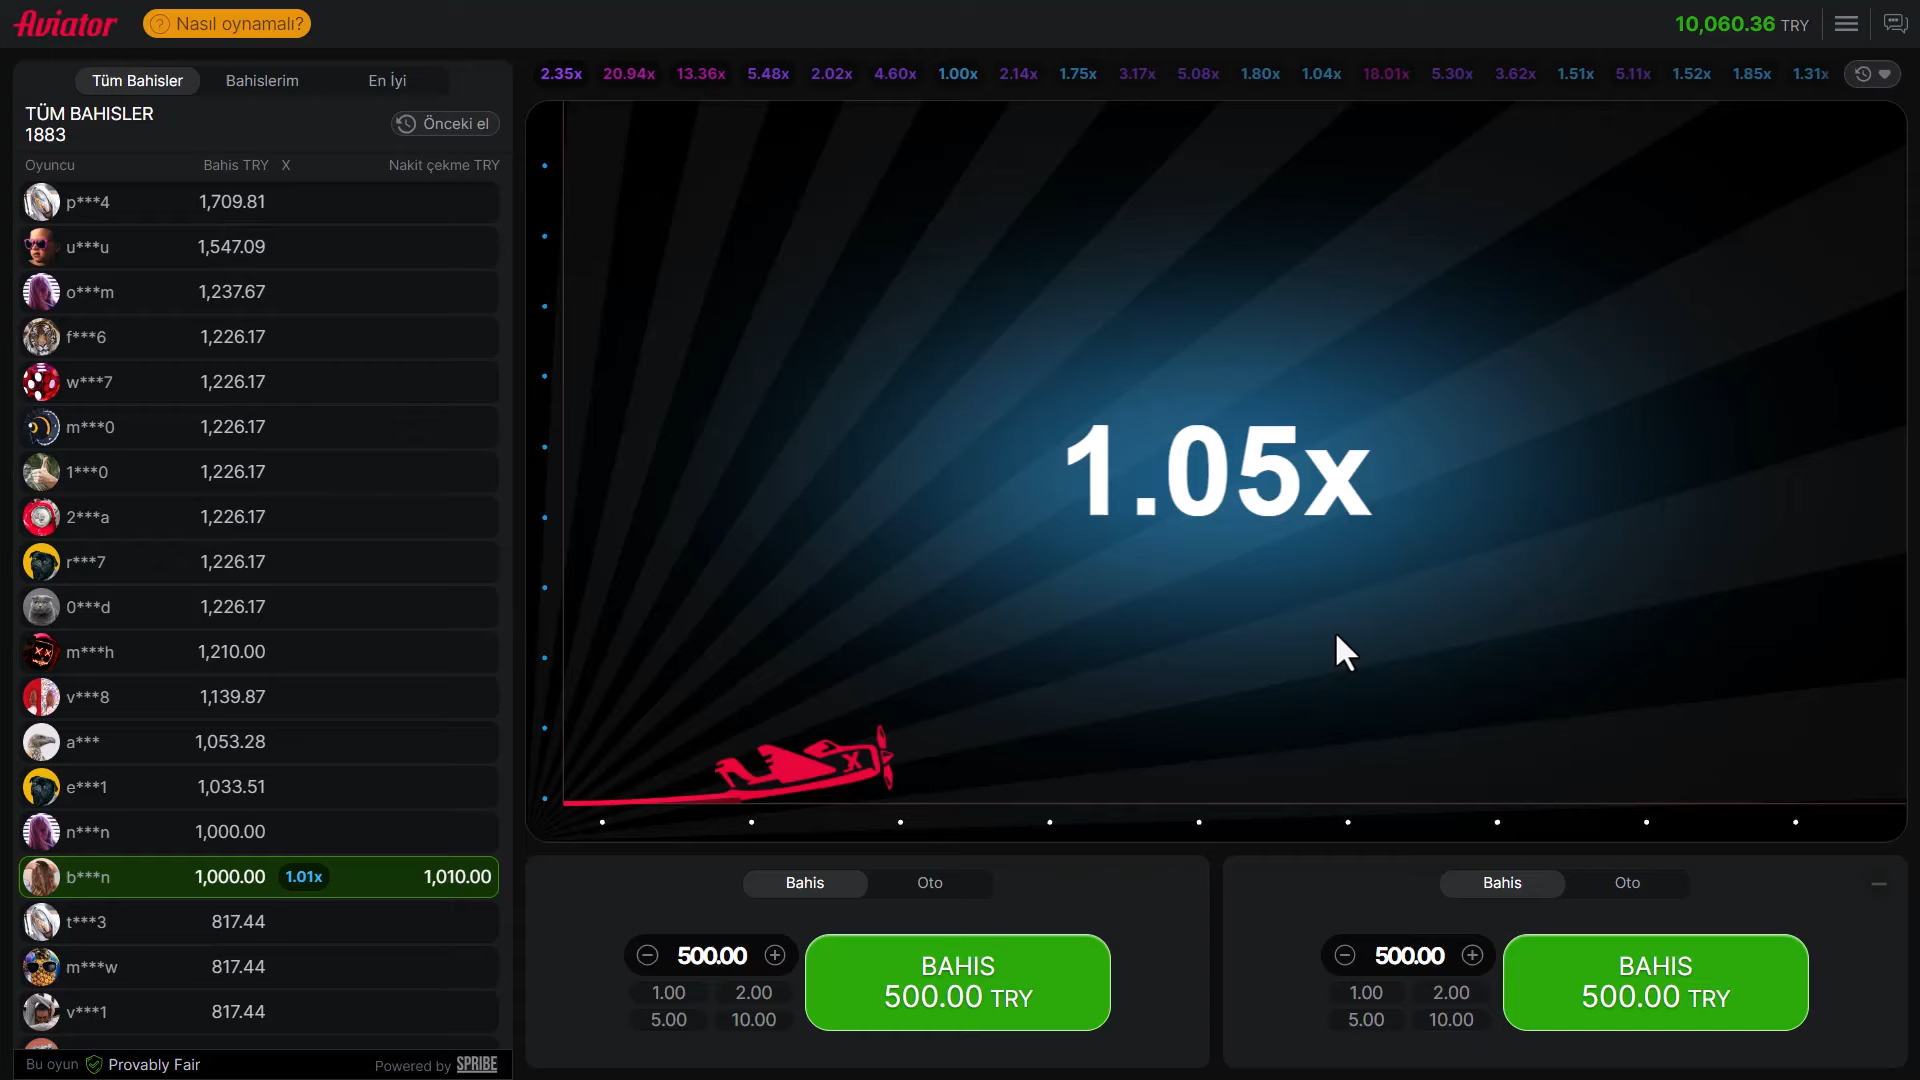 Aviator
? Nasıl oynamalı?
10,060.36 TRY
Tüm Bahisler Bahislerim En İyi
TÜM BAHISLER
1883
Önceki el
Oyuncu Bahis TRY X Nakit çekme TRY
p***4 1,709.81
u***u 1,547.09
o***m 1,237.67
f***6 1,226.17
w***7 1,226.17
m***0 1,226.17
1***0 1,226.17
2***a 1,226.17
r***7 1,226.17
0***d 1,226.17
m***h 1,210.00
v***8 1,139.87
a*** 1,053.28
e***1 1,033.51
n***n 1,000.00
b***n 1,000.00 1.01x 1,010.00
t***3 817.44
m***w 817.44
v***1 817.44
Bu oyun Provably Fair Powered by SPRIBE
2.35x 20.94x 13.36x 5.48x 2.02x 4.60x 1.00x 2.14x 1.75x 3.17x 5.08x 1.80x 1.04x 18.01x 5.30x 3.62x 1.51x 5.11x 1.52x 1.85x 1.31x
1.05x
X
Bahis Oto
500.00
1.00 2.00
5.00 10.00
BAHIS
500.00 TRY
Bahis Oto
500.00
1.00 2.00
5.00 10.00
BAHIS
500.00 TRY